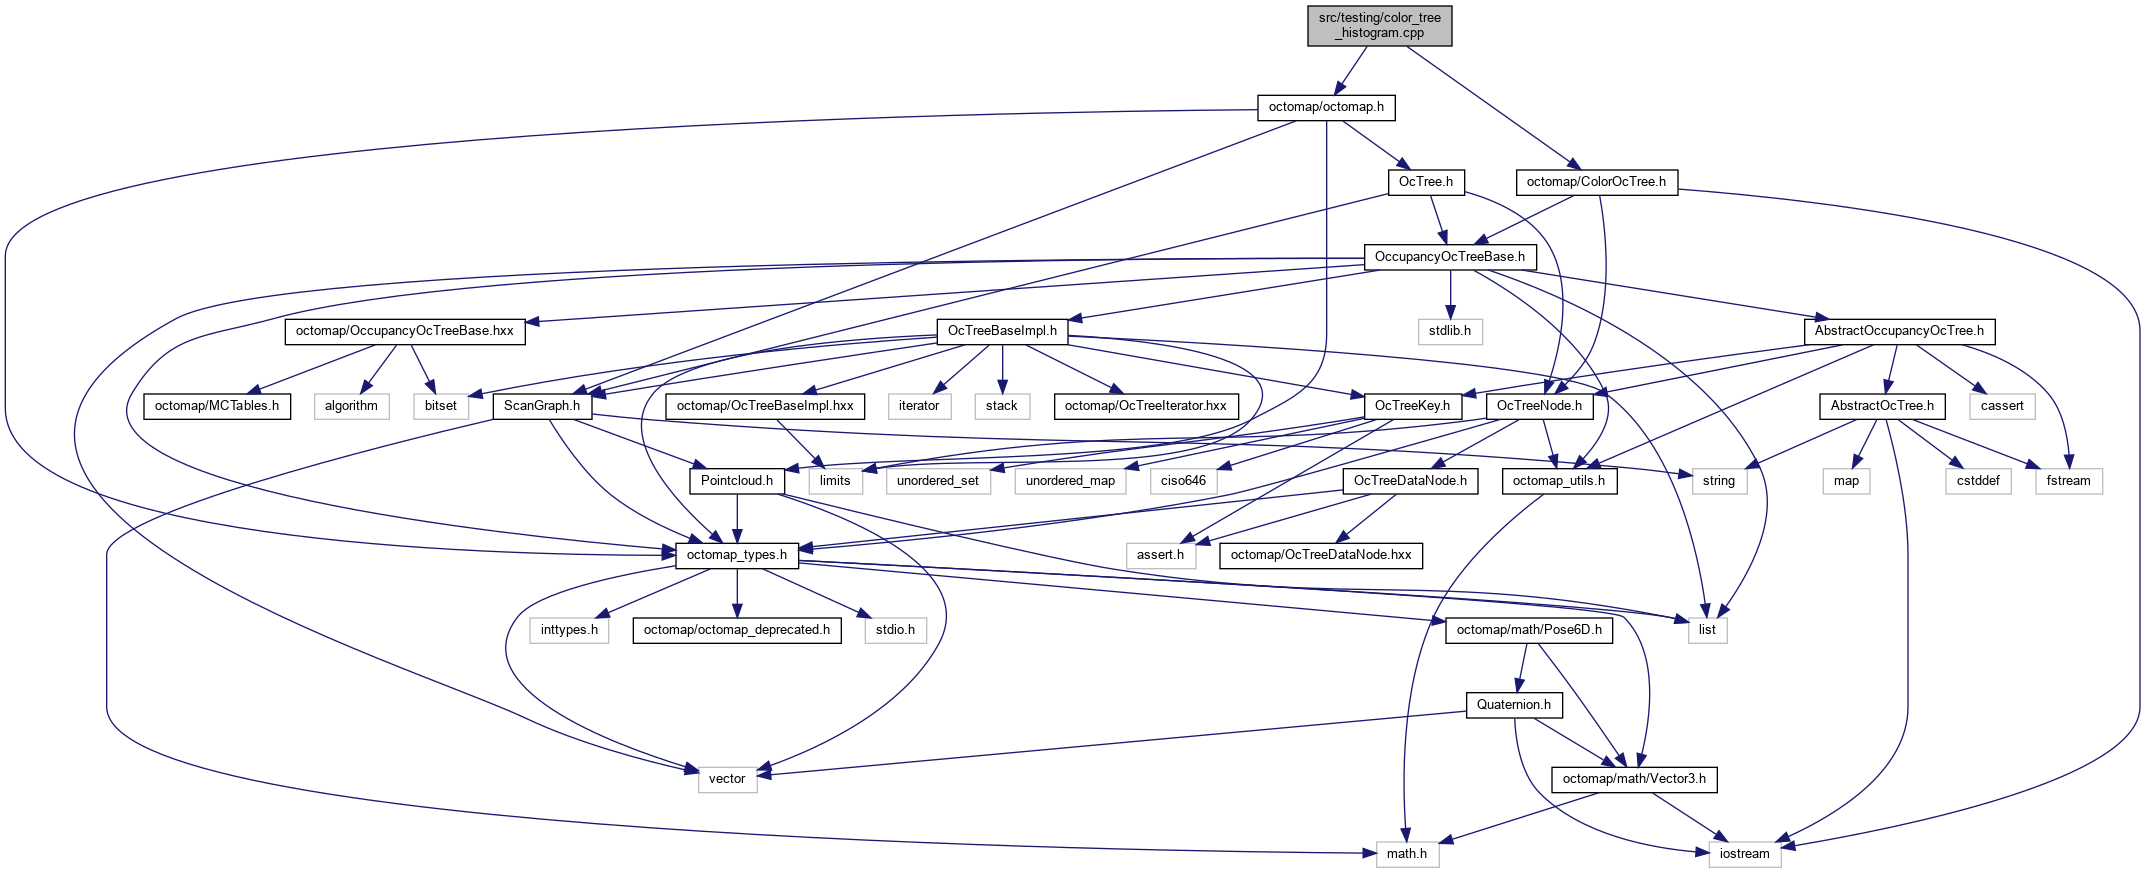 src/testing/color_tree
_histogram.cpp
octomap/octomap.h
OcTree.h
octomap/ColorOcTree.h
OccupancyOcTreeBase.h
octomap/OccupancyOcTreeBase.hxx
OcTreeBaseImpl.h
stdlib.h
AbstractOccupancyOcTree.h
octomap/MCTables.h
algorithm
bitset
ScanGraph.h
octomap/OcTreeBaseImpl.hxx
iterator
stack
octomap/OcTreeIterator.hxx
OcTreeKey.h
OcTreeNode.h
AbstractOcTree.h
cassert
Pointcloud.h
limits
unordered_set
unordered_map
ciso646
OcTreeDataNode.h
octomap_utils.h
string
map
cstddef
fstream
octomap_types.h
assert.h
octomap/OcTreeDataNode.hxx
inttypes.h
octomap/octomap_deprecated.h
stdio.h
octomap/math/Pose6D.h
list
Quaternion.h
vector
octomap/math/Vector3.h
math.h
iostream